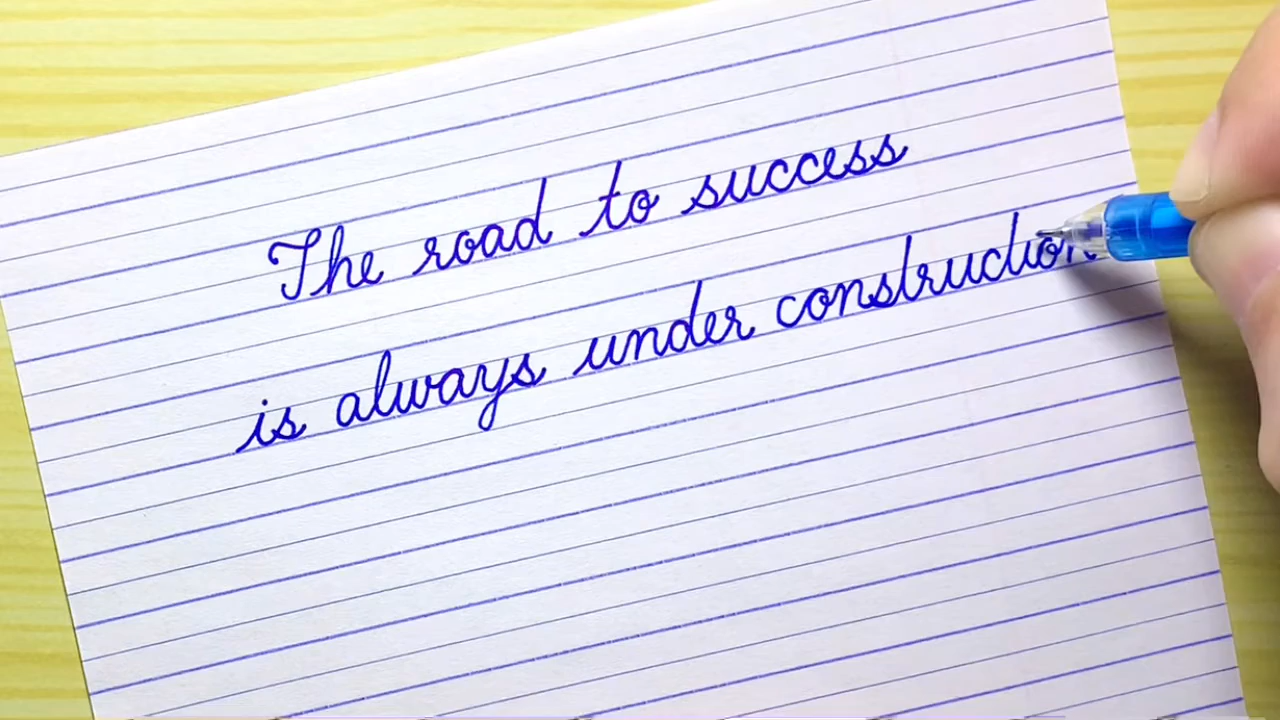 The road to success
is always under construction